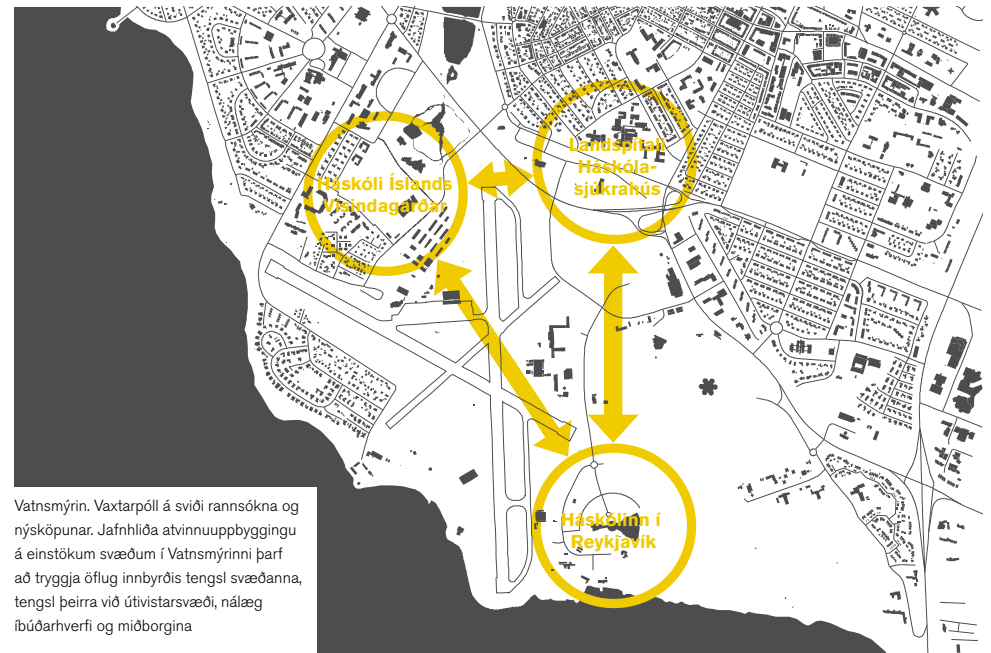 Landspítali
Háskóla-
sjúkrahús
Háskóli Íslands
Vísindagarðar
Háskólinn í
Reykjavík
Vatnsmýrin. Vaxtarpóll á sviði rannsókna og
nýsköpunar. Jafnhliða atvinnuuppbyggingu
á einstökum svæðum í Vatnsmýrinni þarf
að tryggja öflug innbyrðis tengsl svæðanna,
tengsl þeirra við útivistarsvæði, nálæg
íbúðarhverfi og miðborgina